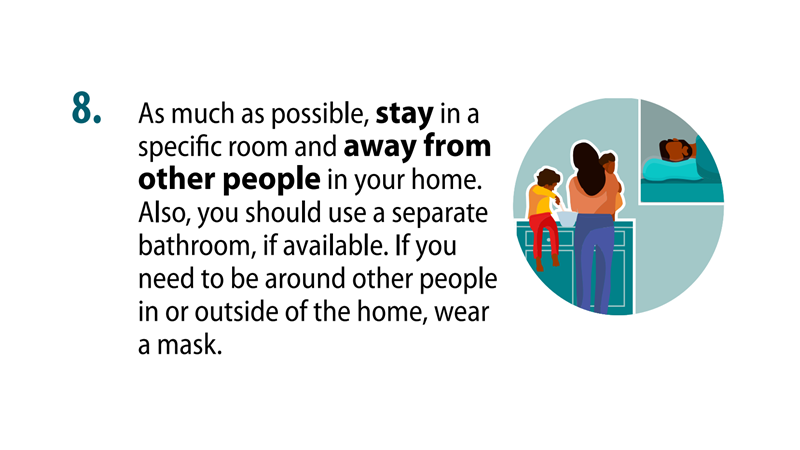 8. As much as possible, stay in a
specific room and away from
other people in your home.
Also, you should use a separate
bathroom, if available. If you
need to be around other people
in or outside of the home, wear
a mask.